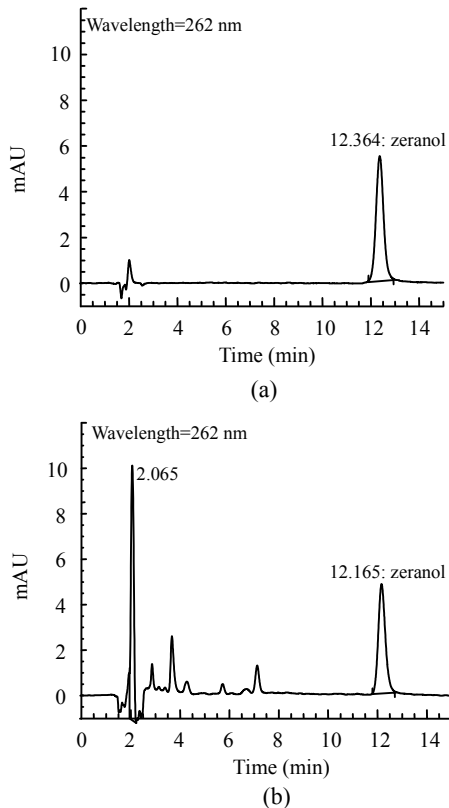 Wavelength=262 nm
10
8
6
4
2
0
mAU
12.364: zeranol
0 2 4 6 8 10 12 14
Time (min)
(a)
Wavelength=262 nm
10
8
6
4
2
0
mAU
2.065
12.165: zeranol
0 2 4 6 8 10 12 14
Time (min)
(b)